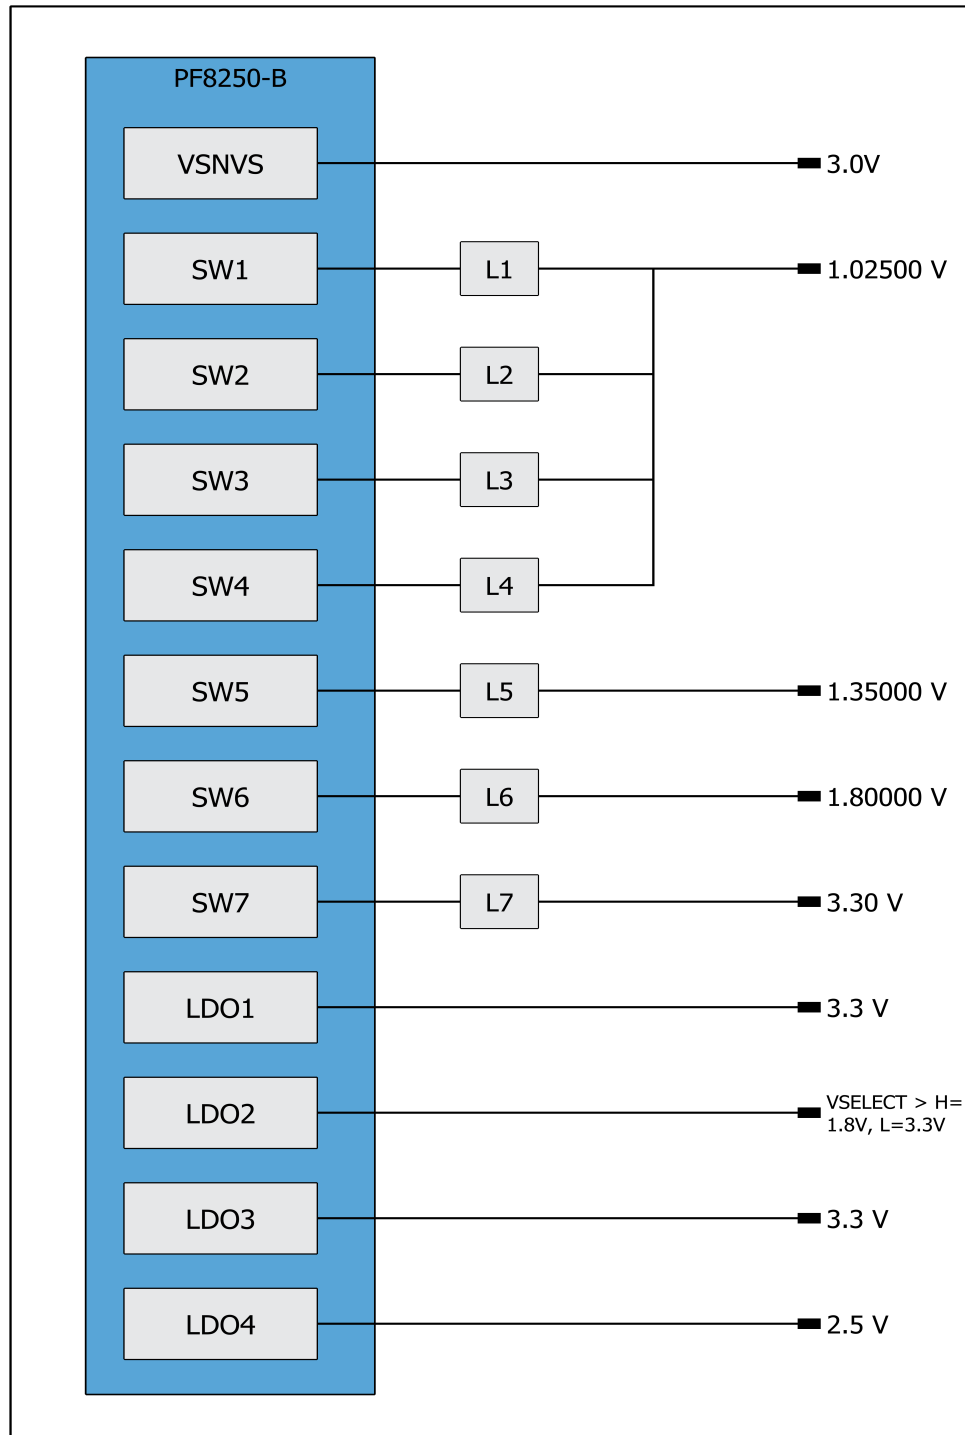 PF8250-B
VSNVS
3.0V
SW1
L1
1.02500 V
SW2
L2
SW3
L3
SW4
L4
SW5
L5
1.35000 V
SW6
L6
1.80000 V
SW7
L7
3.30 V
LDO1
3.3 V
LDO2
VSELECT > H=
1.8V, L=3.3V
LDO3
3.3 V
LDO4
2.5 V